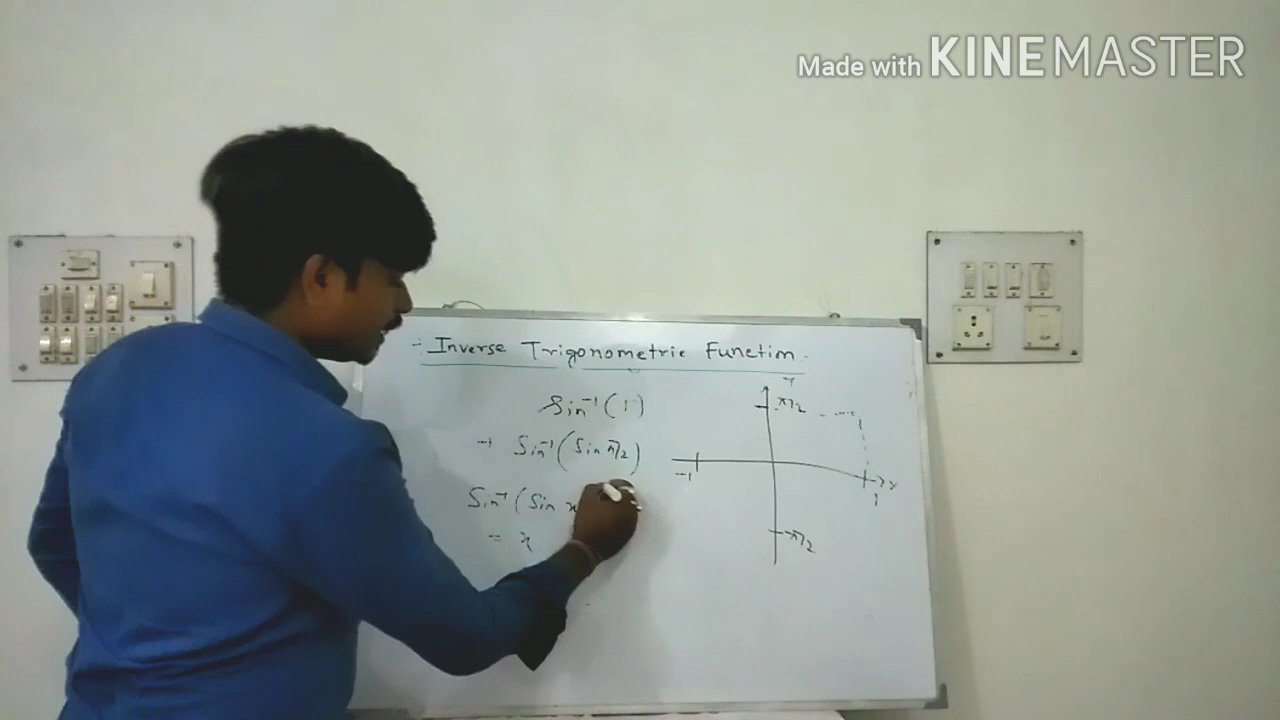 Made with KINEMASTER
:- Inverse Trigonometric Function -
Sin⁻¹(1)
Sin⁻¹(Sin π/2)
Sin⁻¹(Sin x
= x
Y
π/2
-1
x
1
-π/2